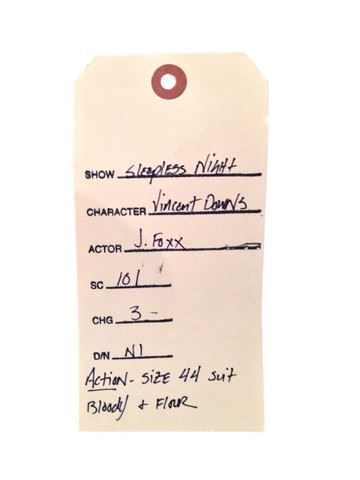 SHOW Sleepless Night
CHARACTER Vincent Downs
ACTOR J. Foxx
SC 101
CHG 3 -
D/N N1
Action - SIZE 44 Suit
Bloody & Flour